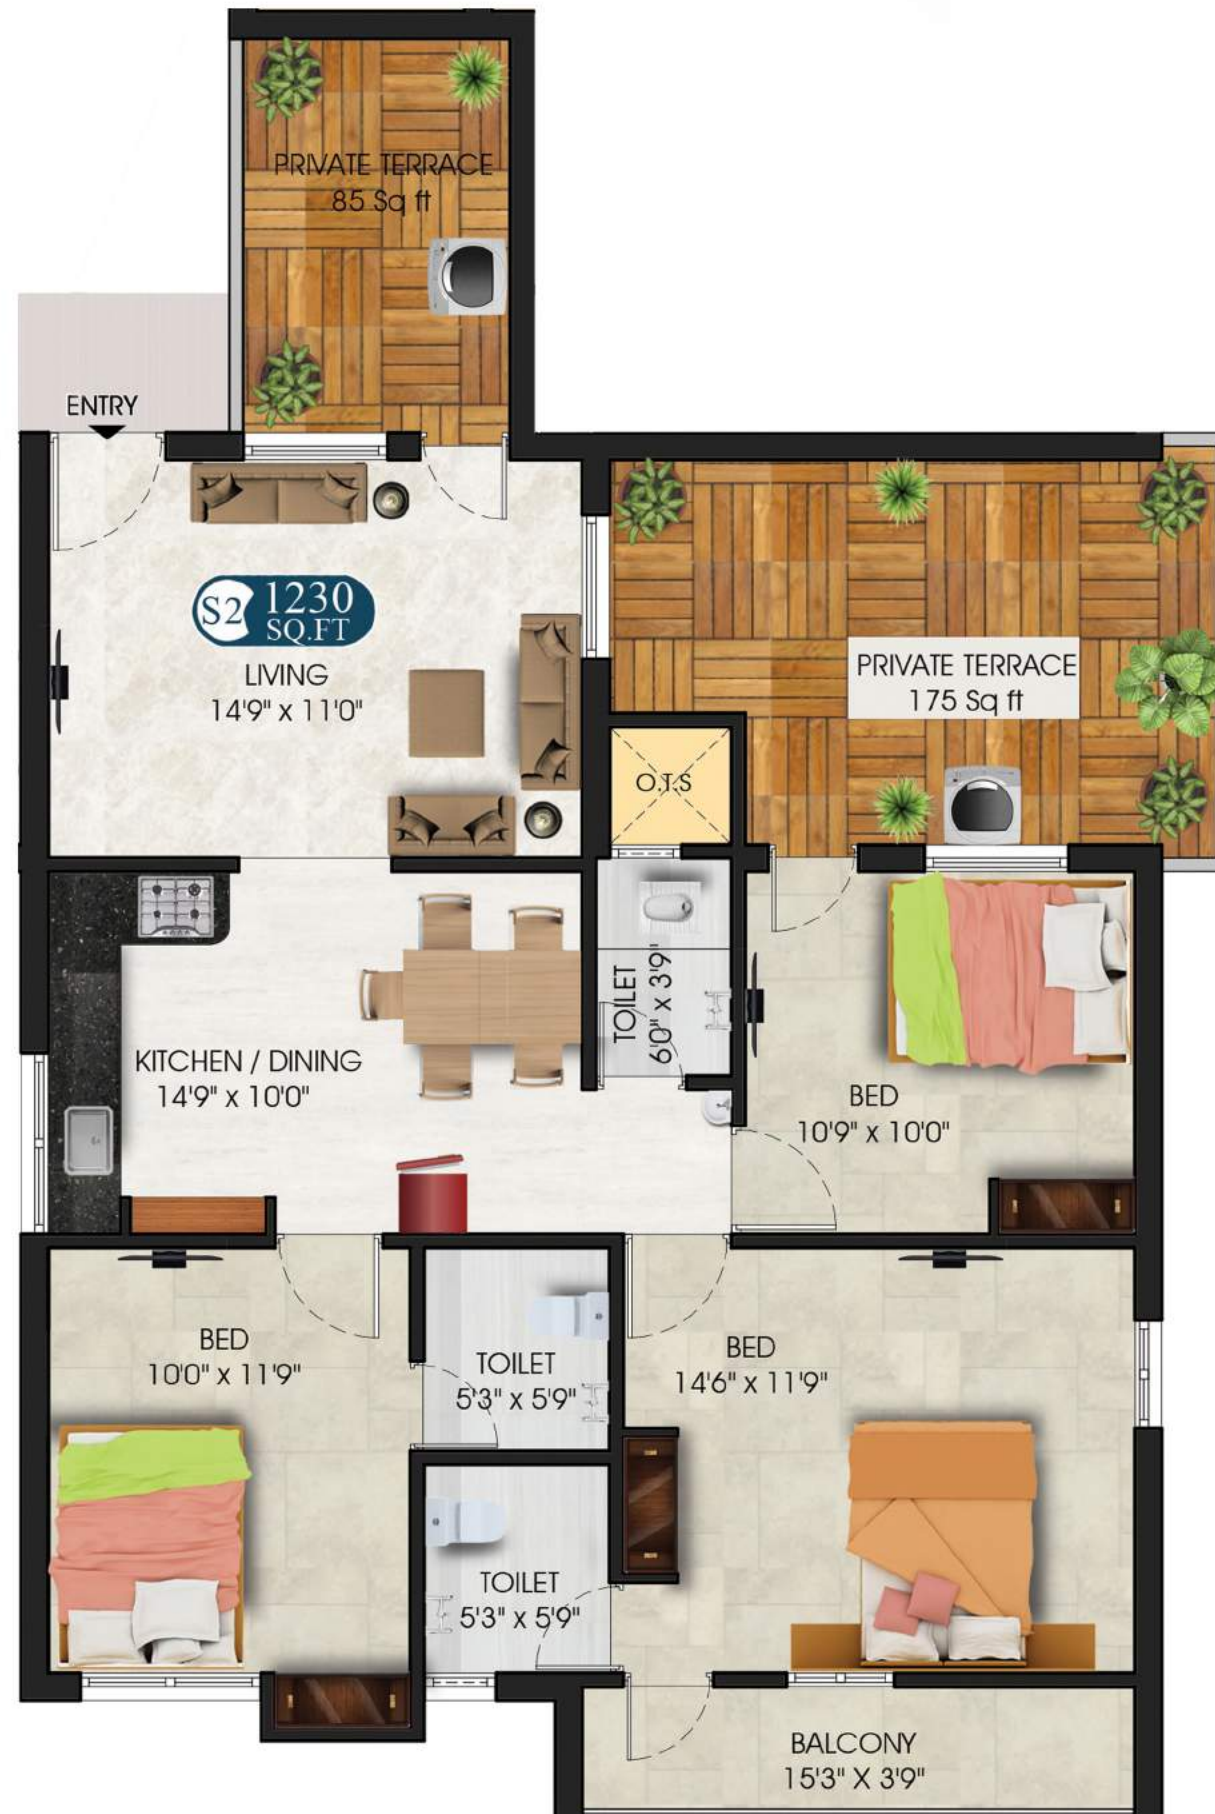 PRIVATE TERRACE
85 Sq ft
ENTRY
S2 1230
SQ.FT
LIVING
14'9" x 11'0"
PRIVATE TERRACE
175 Sq ft
O.T.S
KITCHEN / DINING
14'9" x 10'0"
TOILET
6'0" x 3'9"
BED
10'9" x 10'0"
BED
10'0" x 11'9"
TOILET
5'3" x 5'9"
BED
14'6" x 11'9"
TOILET
5'3" x 5'9"
BALCONY
15'3" X 3'9"